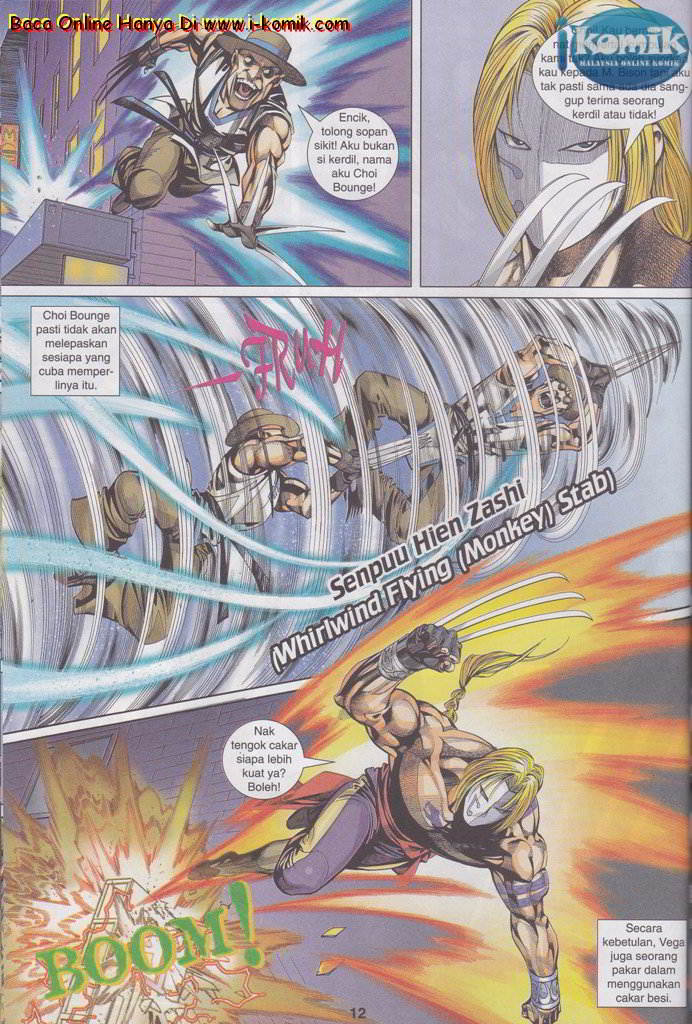 Baca Online Hanya Di www.i-komik.com
Encik,
tolong sopan
sikit! Aku bukan
si kerdil, nama
aku Choi
Bounge!
ikomik
MALAYSIA ONLINE KOMIK
kau kepada M. Bison tapi aku
tak pasti sama ada dia sang-
gup terima seorang
kerdil atau tidak!
Choi Bounge
pasti tidak akan
melepaskan
sesiapa yang
cuba memper-
linya itu.
FRUH
Senpuu Hien Zashi
(Whirlwind Flying (Monkey) Stab)
Nak
tengok cakar
siapa lebih
kuat ya?
Boleh!
BOOM!
Secara
kebetulan, Vega
juga seorang
pakar dalam
menggunakan
cakar besi.
12